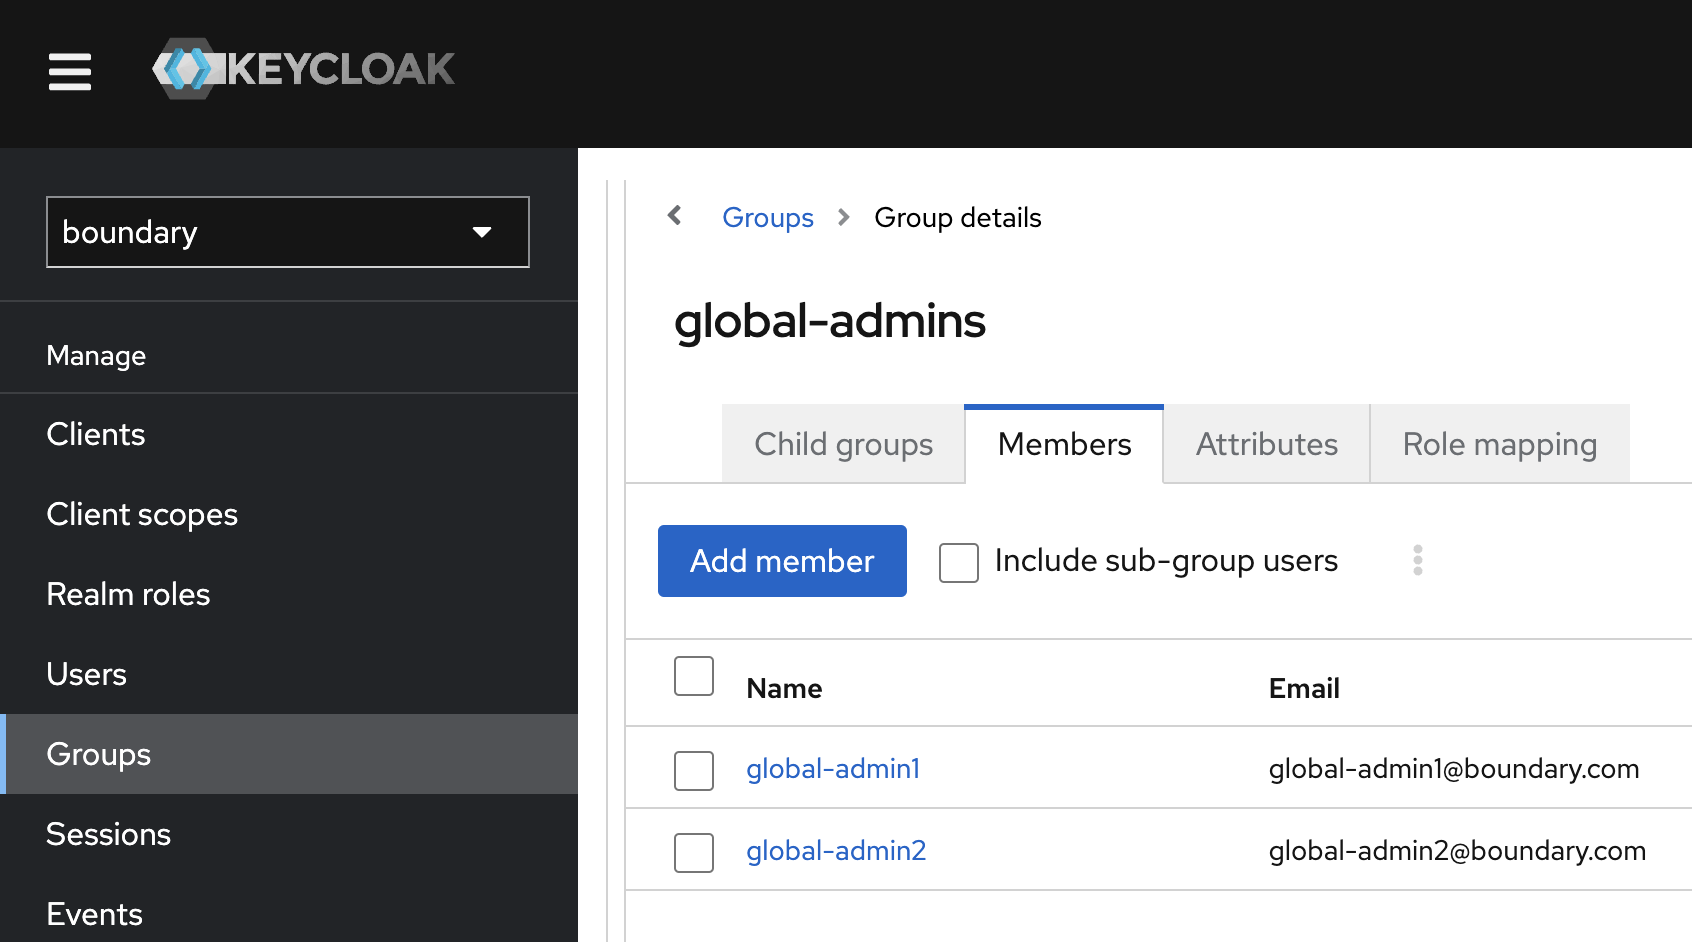 KEYCLOAK
boundary
Manage
Clients
Client scopes
Realm roles
Users
Groups
Sessions
Events
Groups > Group details
global-admins
Child groups Members Attributes Role mapping
Add member Include sub-group users
Name Email
global-admin1 global-admin1@boundary.com
global-admin2 global-admin2@boundary.com